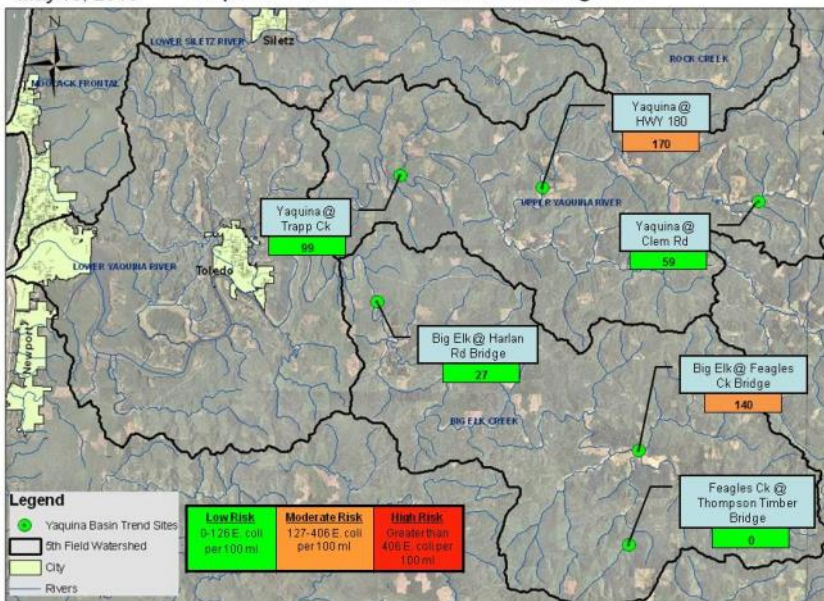 N
LOWER SILETZ RIVER
Siletz
ROCK CREEK
MOOLACK FRONTAL
Yaquina @
HWY 180
170
Yaquina @
Trapp Ck
99
UPPER YAQUINA RIVER
Yaquina @
Clem Rd
59
LOWER YAQUINA RIVER
Toledo
Newport
Big Elk @ Harlan
Rd Bridge
27
Big Elk @ Feagles
Ck Bridge
140
BIG ELK CREEK
Feagles Ck @
Thompson Timber
Bridge
0
Legend
Yaquina Basin Trend Sites
5th Field Watershed
City
Rivers
Low Risk
0-126 E. coli
per 100 ml
Moderate Risk
127-406 E. coli
per 100 ml
High Risk
Greater than
406 E. coli per
100 ml